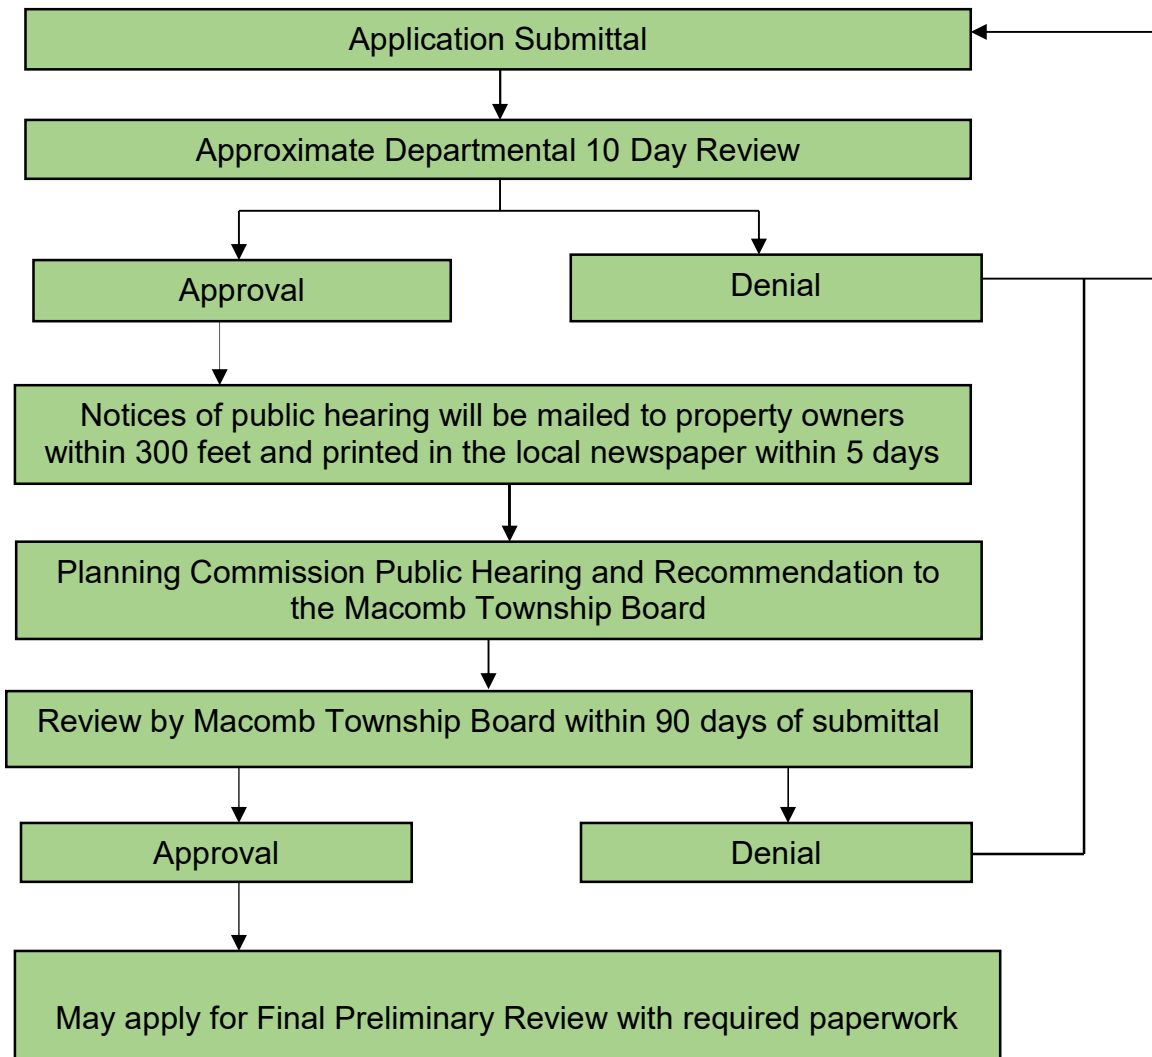 Application Submittal
Approximate Departmental 10 Day Review
Approval
Denial
Notices of public hearing will be mailed to property owners
within 300 feet and printed in the local newspaper within 5 days
Planning Commission Public Hearing and Recommendation to
the Macomb Township Board
Review by Macomb Township Board within 90 days of submittal
Approval
Denial
May apply for Final Preliminary Review with required paperwork